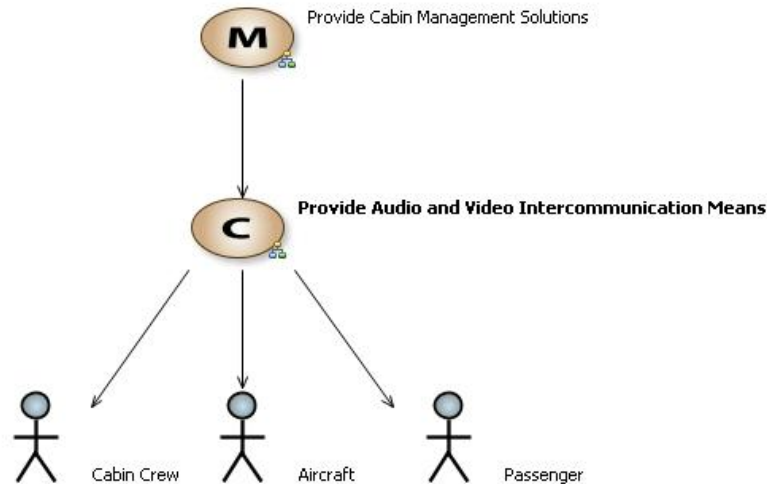 M
Provide Cabin Management Solutions
C
Provide Audio and Video Intercommunication Means
Cabin Crew
Aircraft
Passenger